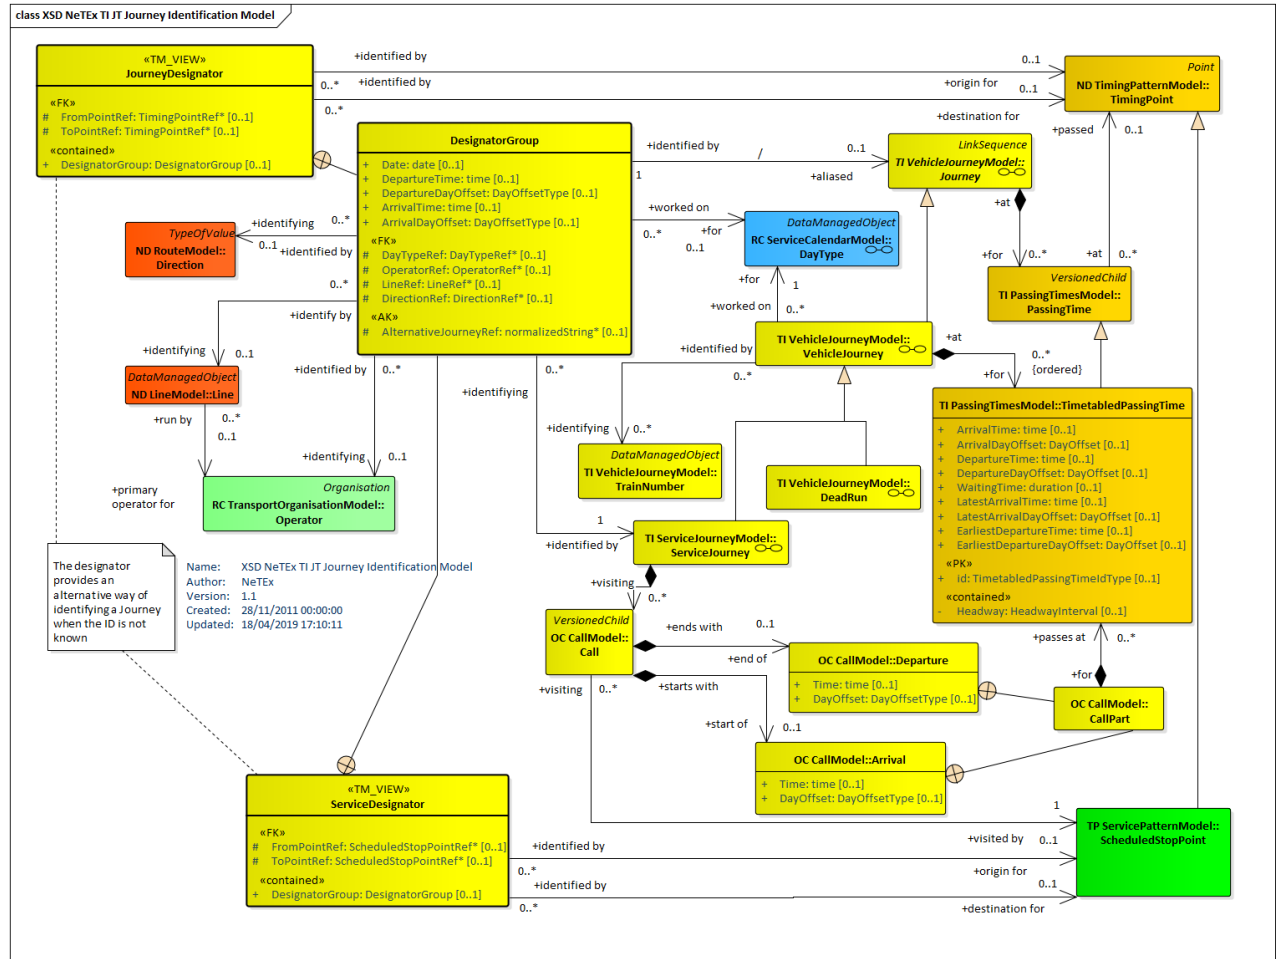 class XSD NeTEx TI JT Journey Identification Model
«TM_VIEW»
JourneyDesignator
«FK»
# FromPointRef: TimingPointRef* [0..1]
# ToPointRef: TimingPointRef* [0..1]
«contained»
+ DesignatorGroup: DesignatorGroup [0..1]
+identified by
0..*
+identified by
0..*
0..1
+origin for
0..1
+destination for
Point
ND TimingPatternModel::
TimingPoint
+passed
0..1
DesignatorGroup
+ Date: date [0..1]
+ DepartureTime: time [0..1]
+ DepartureDayOffset: DayOffsetType [0..1]
+ ArrivalTime: time [0..1]
+ ArrivalDayOffset: DayOffsetType [0..1]
«FK»
# DayTypeRef: DayTypeRef* [0..1]
# OperatorRef: OperatorRef* [0..1]
# LineRef: LineRef* [0..1]
# DirectionRef: DirectionRef* [0..1]
«AK»
# AlternativeJourneyRef: normalizedString* [0..1]
+identified by
/
0..1
1
+aliased
LinkSequence
TI VehicleJourneyModel::
Journey
+at
+for
0..*
+at
0..*
+worked on
0..*
+for
0..1
DataManagedObject
RC ServiceCalendarModel::
DayType
+for
1
+worked on
0..*
VersionedChild
TI PassingTimesModel::
PassingTime
TypeOfValue
ND RouteModel::
Direction
+identifying
0..*
0..1
+identified by
0..*
+identify by
+identifying
0..1
DataManagedObject
ND LineModel::Line
+run by
0..*
0..1
+primary
operator for
+identified by
0..*
+identifying
0..1
Organisation
RC TransportOrganisationModel::
Operator
0..*
+identifiying
TI VehicleJourneyModel::
VehicleJourney
+identified by
0..*
+identifying
0..*
DataManagedObject
TI VehicleJourneyModel::
TrainNumber
TI VehicleJourneyModel::
DeadRun
+at
0..*
{ordered}
+for
TI PassingTimesModel::TimetabledPassingTime
+ ArrivalTime: time [0..1]
+ ArrivalDayOffset: DayOffset [0..1]
+ DepartureTime: time [0..1]
+ DepartureDayOffset: DayOffset [0..1]
+ WaitingTime: duration [0..1]
+ LatestArrivalTime: time [0..1]
+ LatestArrivalDayOffset: DayOffset [0..1]
+ EarliestDepartureTime: time [0..1]
+ EarliestDepartureDayOffset: DayOffset [0..1]
«PK»
+ id: TimetabledPassingTimeIdType [0..1]
«contained»
- Headway: HeadwayInterval [0..1]
1
+identified by
TI ServiceJourneyModel::
ServiceJourney
The designator
provides an
alternative way of
identifying a Journey
when the ID is not
known
Name: XSD NeTEx TI JT Journey Identification Model
Author: NeTEx
Version: 1.1
Created: 28/11/2011 00:00:00
Updated: 18/04/2019 17:10:11
+visiting
0..*
VersionedChild
OC CallModel::
Call
+ends with
0..1
+end of
+starts with
+start of
0..1
+visiting
0..*
OC CallModel::Departure
+ Time: time [0..1]
+ DayOffset: DayOffsetType [0..1]
+passes at
0..*
+for
OC CallModel::
CallPart
OC CallModel::Arrival
+ Time: time [0..1]
+ DayOffset: DayOffsetType [0..1]
«TM_VIEW»
ServiceDesignator
«FK»
# FromPointRef: ScheduledStopPointRef* [0..1]
# ToPointRef: ScheduledStopPointRef* [0..1]
«contained»
+ DesignatorGroup: DesignatorGroup [0..1]
+identified by
0..*
+identified by
0..*
1
+visited by
0..1
+origin for
0..1
+destination for
TP ServicePatternModel::
ScheduledStopPoint